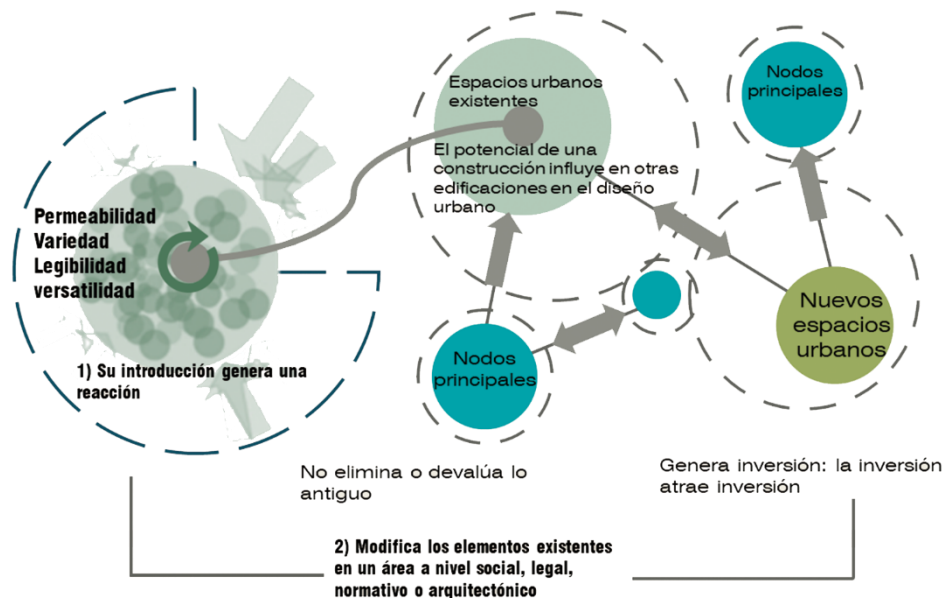 Espacios urbanos
existentes
El potencial de una
construcción influye en otras
edificaciones en el diseño
urbano
Nodos
principales
Permeabilidad
Variedad
Legibilidad
versatilidad
Nuevos
espacios
urbanos
Nodos
principales
1) Su introducción genera una
reacción
No elimina o devalúa lo
antiguo
Genera inversión: la inversión
atrae inversión
2) Modifica los elementos existentes
en un área a nivel social, legal,
normativo o arquitectónico